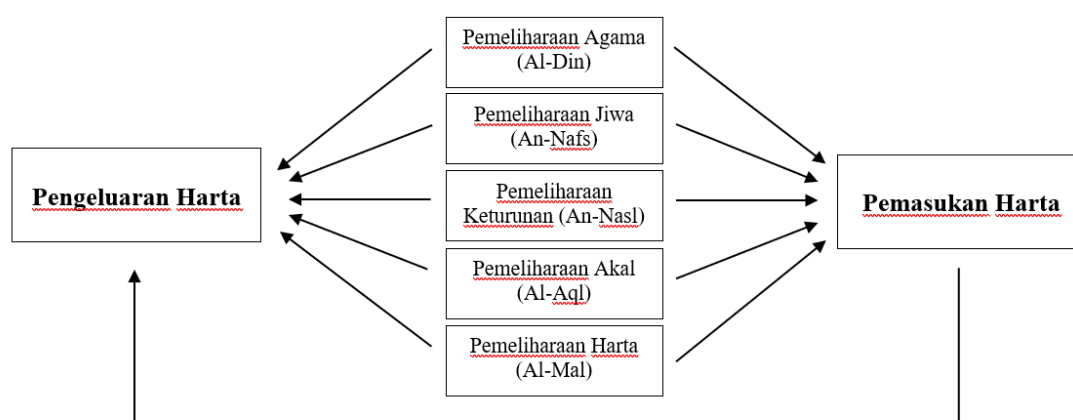 Pemeliharaan Agama
(Al-Din)
Pemeliharaan Jiwa
(An-Nafs)
Pengeluaran Harta
Pemeliharaan
Keturunan (An-Nasl)
Pemasukan Harta
Pemeliharaan Akal
(Al-Aql)
Pemeliharaan Harta
(Al-Mal)